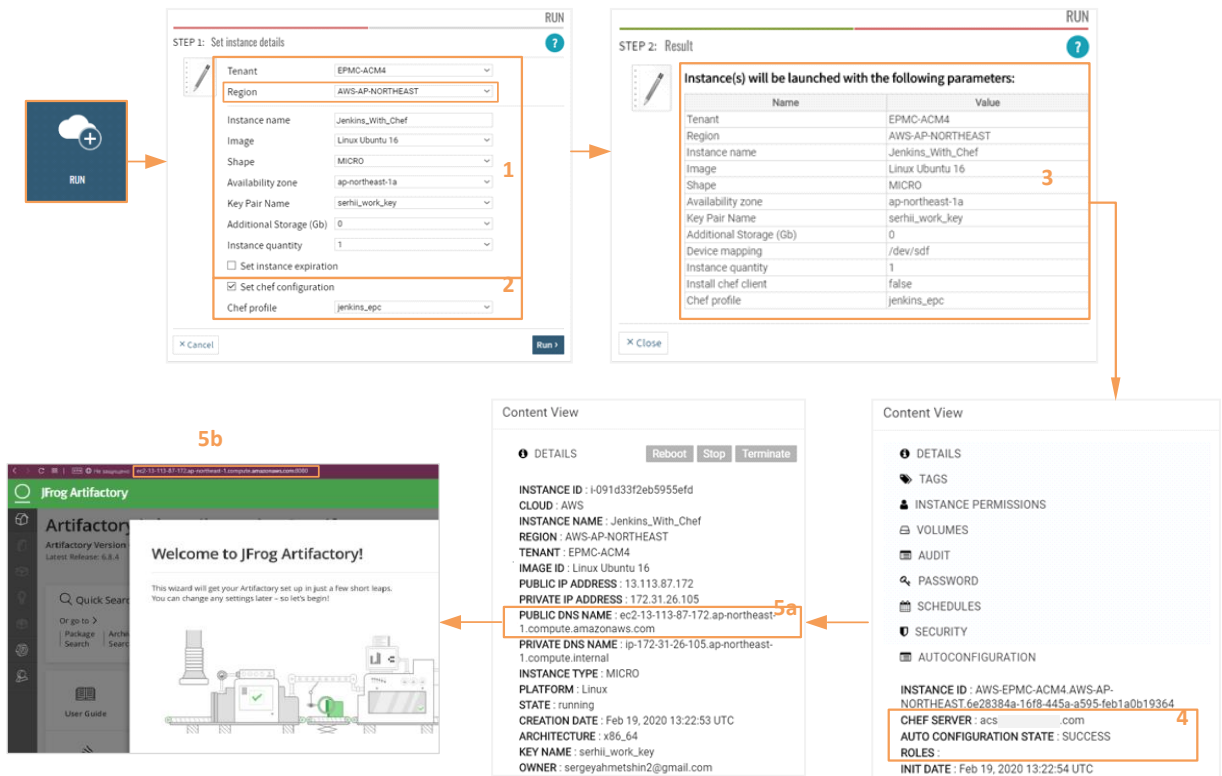 RUN
STEP 1: Set instance details
?
Tenant EPMC-ACM4
Region AWS-AP-NORTHEAST
Instance name Jenkins_With_Chef
Image Linux Ubuntu 16
Shape MICRO
1
Availability zone ap-northeast-1a
Key Pair Name serhii_work_key
Additional Storage (Gb) 0
Instance quantity 1
Set instance expiration
Set chef configuration
2
Chef profile jenkins_epc
× Cancel
Run ›
RUN
RUN
STEP 2: Result
?
Instance(s) will be launched with the following parameters:
Name Value
Tenant EPMC-ACM4
Region AWS-AP-NORTHEAST
Instance name Jenkins_With_Chef
Image Linux Ubuntu 16
3
Shape MICRO
Availability zone ap-northeast-1a
Key Pair Name serhii_work_key
Additional Storage (Gb) 0
Device mapping /dev/sdf
Instance quantity 1
Install chef client false
Chef profile jenkins_epc
× Close
5b
ec2-13-113-87-172.ap-northeast-1.compute.amazonaws.com:8080
JFrog Artifactory
Artifactory
Artifactory Version
Latest Release: 6.8.4
Quick Sear
Or go to >
Package
Search
Search
User Guide
Welcome to JFrog Artifactory!
This wizard will get your Artifactory set up in just a few short leaps.
You can change any settings later – so let's begin!
Content View
DETAILS
Reboot Stop Terminate
INSTANCE ID : i-091d33f2eb5955efd
CLOUD : AWS
INSTANCE NAME : Jenkins_With_Chef
REGION : AWS-AP-NORTHEAST
TENANT : EPMC-ACM4
IMAGE ID : Linux Ubuntu 16
PUBLIC IP ADDRESS : 13.113.87.172
PRIVATE IP ADDRESS : 172.31.26.105
5a
PUBLIC DNS NAME : ec2-13-113-87-172.ap-northeast-
1.compute.amazonaws.com
PRIVATE DNS NAME : ip-172-31-26-105.ap-northeast-
1.compute.internal
INSTANCE TYPE : MICRO
PLATFORM : Linux
STATE : running
CREATION DATE : Feb 19, 2020 13:22:53 UTC
ARCHITECTURE : x86_64
KEY NAME : serhii_work_key
OWNER : sergeyahmetshin2@gmail.com
Content View
DETAILS
TAGS
INSTANCE PERMISSIONS
VOLUMES
AUDIT
PASSWORD
SCHEDULES
SECURITY
AUTOCONFIGURATION
INSTANCE ID : AWS-EPMC-ACM4.AWS-AP-
NORTHEAST.6e28384a-16f8-445a-a595-feb1a0b19364
4
CHEF SERVER : acs .com
AUTO CONFIGURATION STATE : SUCCESS
ROLES :
INIT DATE : Feb 19, 2020 13:22:54 UTC